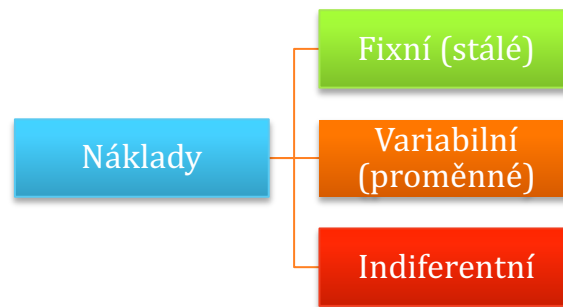 Náklady
Fixní (stálé)
Variabilní
(proměnné)
Indiferentní